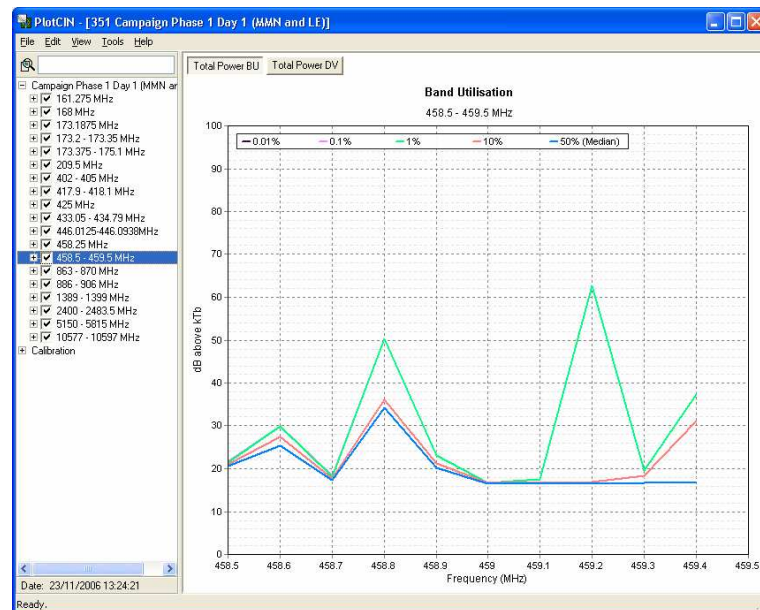 PlotCIN - [351 Campaign Phase 1 Day 1 (MMN and LE)]
File Edit View Tools Help
Campaign Phase 1 Day 1 (MMN ar
161.275 MHz
168 MHz
173.1875 MHz
173.2 - 173.35 MHz
173.375 - 175.1 MHz
209.5 MHz
402 - 405 MHz
417.9 - 418.1 MHz
425 MHz
433.05 - 434.79 MHz
446.0125-446.0938MHz
458.25 MHz
458.5 - 459.5 MHz
863 - 870 MHz
886 - 906 MHz
1389 - 1399 MHz
2400 - 2483.5 MHz
5150 - 5815 MHz
10577 - 10597 MHz
Calibration
Date: 23/11/2006 13:24:21
Ready.
Total Power BU Total Power DV
Band Utilisation
458.5 - 459.5 MHz
0.01% 0.1% 1% 10% 50% (Median)
dB above kTb
100
90
80
70
60
50
40
30
20
10
0
458.5 458.6 458.7 458.8 458.9 459 459.1 459.2 459.3 459.4 459.5
Frequency (MHz)